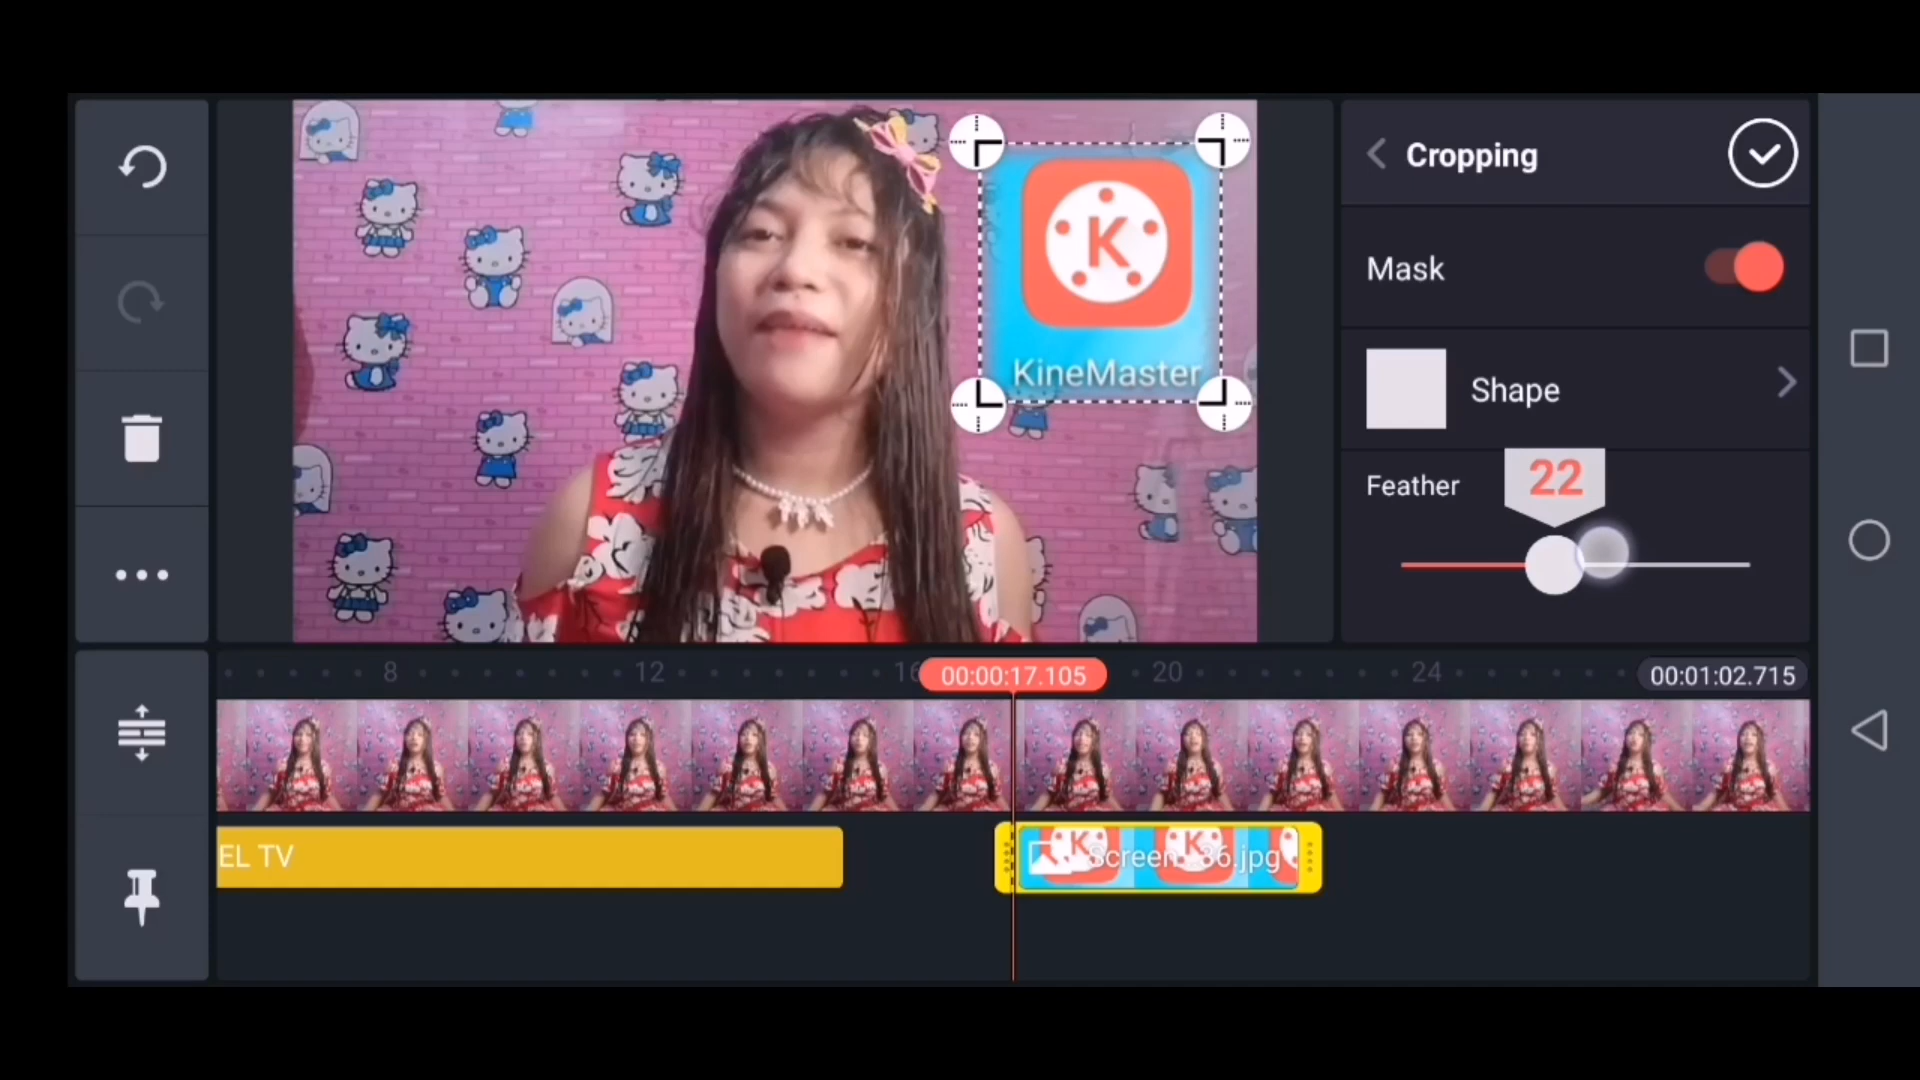 Cropping
Mask
K
KineMaster
Shape
Feather
22
8
12
16
00:00:17.105
20
24
00:01:02.715
EL TV
Screen...36.jpg
K
K